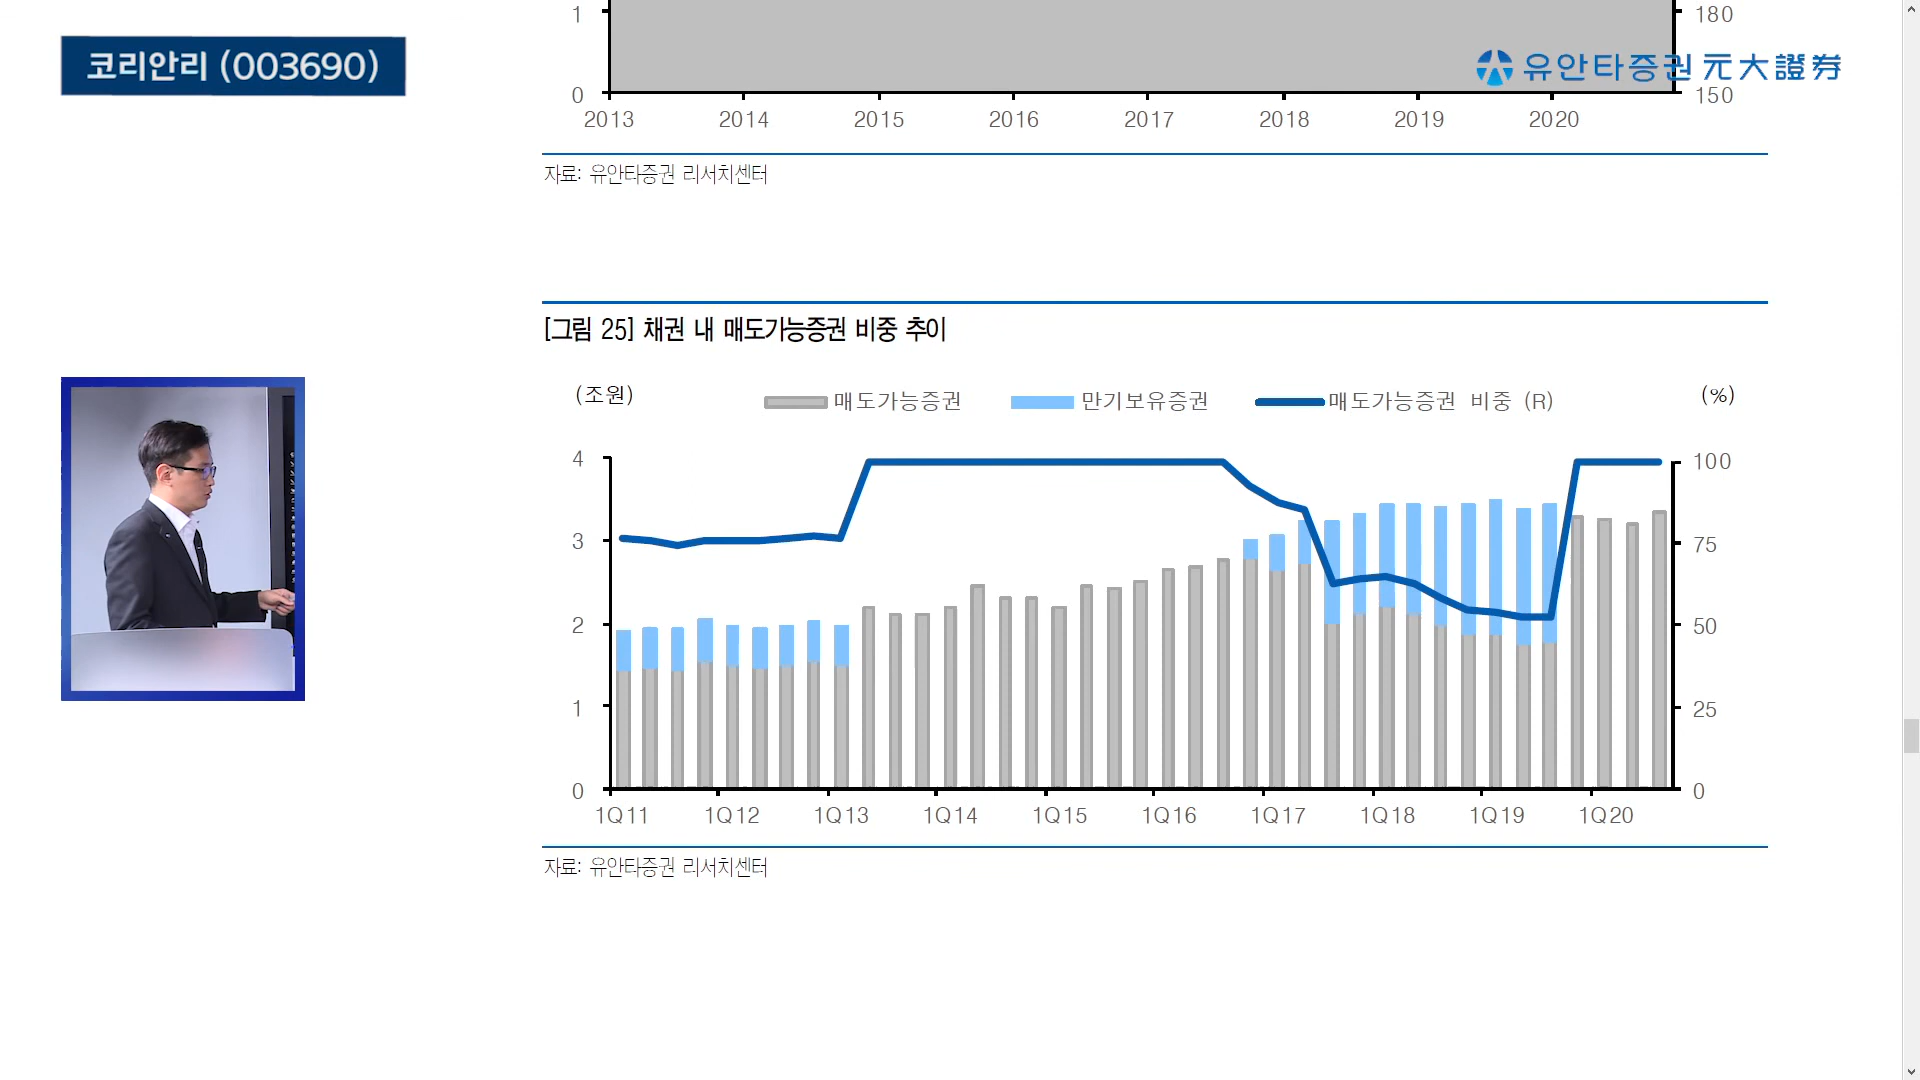 코리안리 (003690)
유안타증권 元大證券
1 180
0 150
2013 2014 2015 2016 2017 2018 2019 2020
자료: 유안타증권 리서치센터
[그림 25] 채권 내 매도가능증권 비중 추이
(조원) 매도가능증권 만기보유증권 매도가능증권 비중 (R) (%)
4 100
3 75
2 50
1 25
0 0
1Q11 1Q12 1Q13 1Q14 1Q15 1Q16 1Q17 1Q18 1Q19 1Q20
자료: 유안타증권 리서치센터